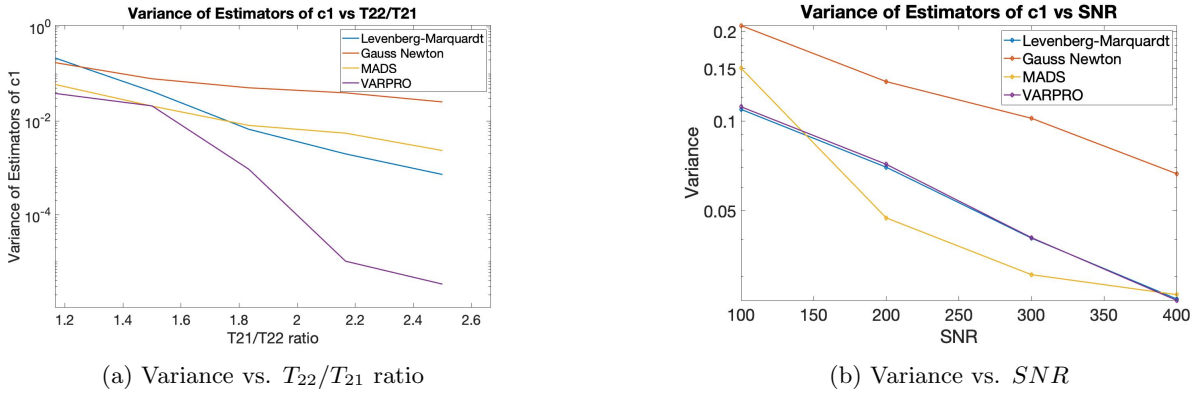 Variance of Estimators of c1 vs T22/T21
Variance of Estimators of c1
10^0
10^-2
10^-4
Levenberg-Marquardt
Gauss Newton
MADS
VARPRO
1.2 1.4 1.6 1.8 2 2.2 2.4 2.6
T21/T22 ratio
(a) Variance vs. T_22/T_21 ratio
Variance of Estimators of c1 vs SNR
Variance
0.2
0.15
0.1
0.05
Levenberg-Marquardt
Gauss Newton
MADS
VARPRO
100 150 200 250 300 350 400
SNR
(b) Variance vs. SNR